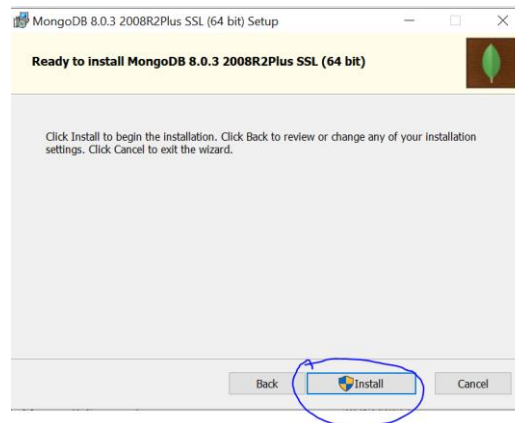 MongoDB 8.0.3 2008R2Plus SSL (64 bit) Setup
Ready to install MongoDB 8.0.3 2008R2Plus SSL (64 bit)
Click Install to begin the installation. Click Back to review or change any of your installation
settings. Click Cancel to exit the wizard.
Back Install Cancel